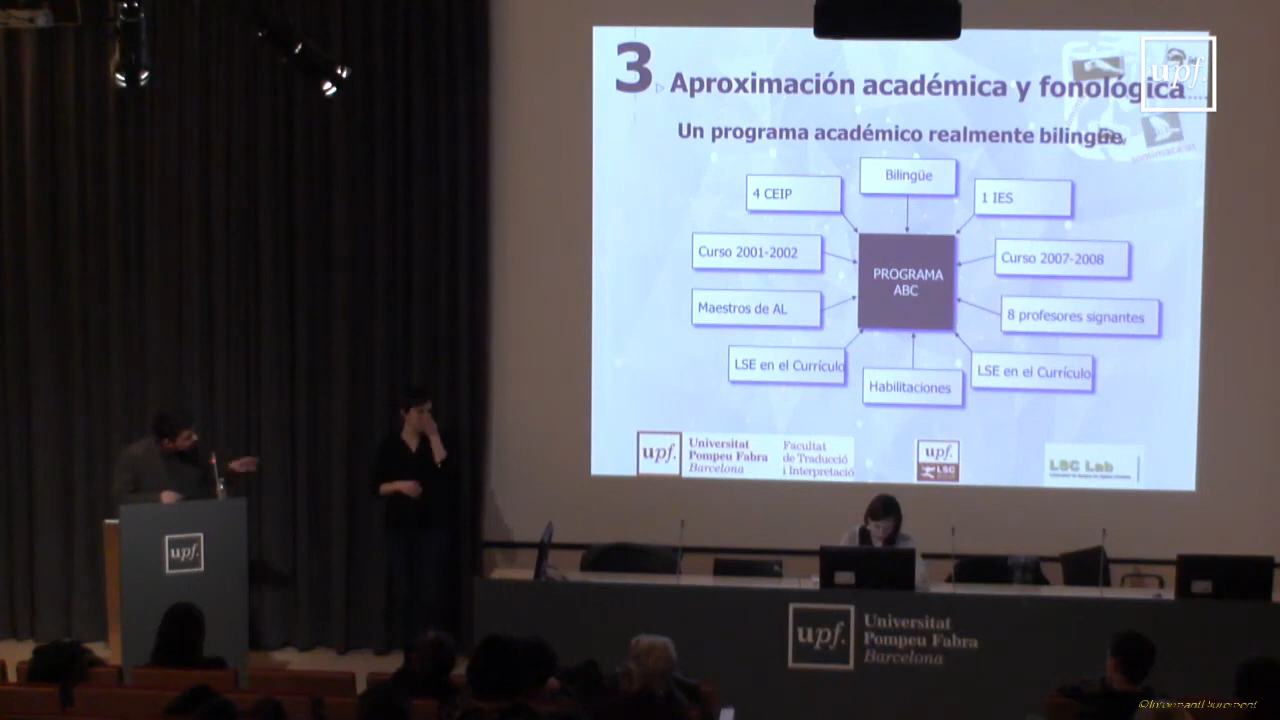 3
Aproximación académica y fonológica....
upf.
Un programa académico realmente bilingüe
4 CEIP
Bilingüe
1 IES
Curso 2001-2002
Curso 2007-2008
PROGRAMA
ABC
Maestros de AL
8 profesores signantes
LSE en el Currículo
Habilitaciones
LSE en el Currículo
upf.
Universitat
Pompeu Fabra
Barcelona
Facultat
de Traducció
i Interpretació
upf.
LSC
LSC Lab
upf.
upf.
Universitat
Pompeu Fabra
Barcelona